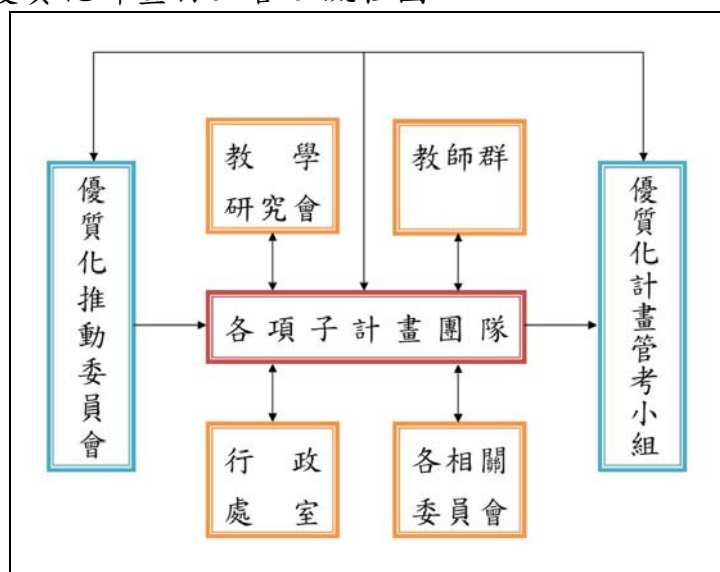 教學
研究會
教師群
優質化推動委員會
各項子計畫團隊
優質化計畫管考小組
行政
處室
各相關
委員會